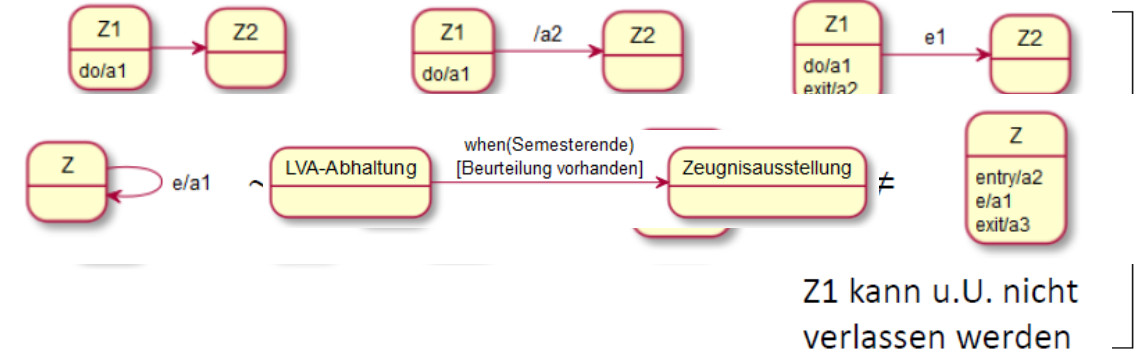 Z1
Z2
do/a1
Z1
/a2
Z2
do/a1
Z1
e1
Z2
do/a1
exit/a2
Z
e/a1
~
LVA-Abhaltung
when(Semesterende)
[Beurteilung vorhanden]
Zeugnisausstellung
≠
Z
entry/a2
e/a1
exit/a3
Z1 kann u.U. nicht
verlassen werden